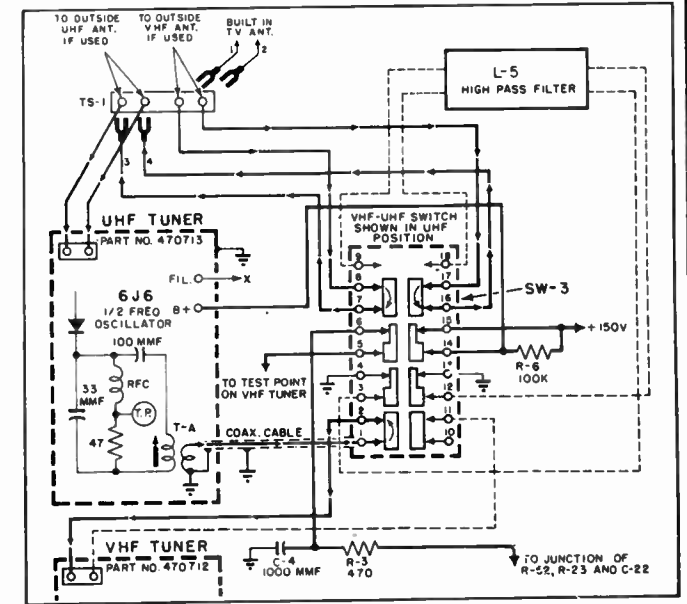 TO OUTSIDE
UHF ANT.
IF USED
TO OUTSIDE
VHF ANT.
IF USED
BUILT IN
TV ANT.
1
2
TS-1
3
4
L-5
HIGH PASS FILTER
UHF TUNER
PART NO. 470713
VHF-UHF SWITCH
SHOWN IN UHF
POSITION
FIL.
X
6J6
B+
1/2 FREQ
OSCILLATOR
100 MMF
33
MMF
RFC
T.P.
47
T-A
COAX. CABLE
TO TEST POINT
ON VHF TUNER
9
8
7
6
5
4
3
2
1
18
17
16
15
14
12
11
10
SW-3
+150V
R-6
100K
VHF TUNER
PART NO. 470712
C-4
1000 MMF
R-3
470
TO JUNCTION OF
R-52, R-23 AND C-22